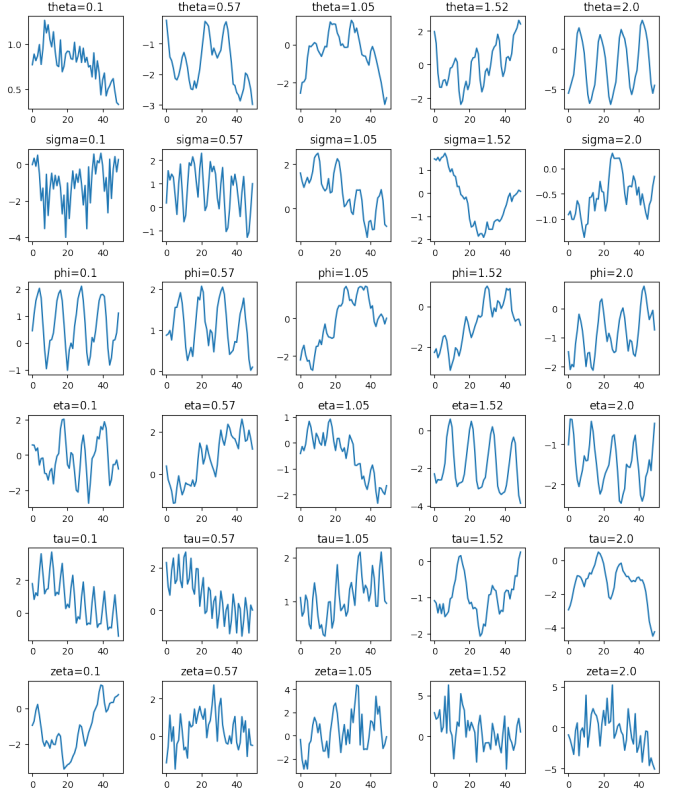 theta=0.1 theta=0.57 theta=1.05 theta=1.52 theta=2.0
1.0 −1 0 2 0
0.5 −2 −2 0 −5
−3 −2
0 20 40 0 20 40 0 20 40 0 20 40 0 20 40
sigma=0.1 sigma=0.57 sigma=1.05 sigma=1.52 sigma=2.0
0 2 2 1 0.0
−2 1 0 0 −0.5
−4 0 −1 −1.0
−1 −2
0 20 40 0 20 40 0 20 40 0 20 40 0 20 40
phi=0.1 phi=0.57 phi=1.05 phi=1.52 phi=2.0
2 2 0 0 0
1 1 −2 −2 −1
0 0 −2
−1
0 20 40 0 20 40 0 20 40 0 20 40 0 20 40
eta=0.1 eta=0.57 eta=1.05 eta=1.52 eta=2.0
2 2 1 0 −1
0 0 0 −2 −2
−2 −1 −4
−2
0 20 40 0 20 40 0 20 40 0 20 40 0 20 40
tau=0.1 tau=0.57 tau=1.05 tau=1.52 tau=2.0
2 2 2 0 0
0 0 1 −1 −2
−2 −4
0 20 40 0 20 40 0 20 40 0 20 40 0 20 40
zeta=0.1 zeta=0.57 zeta=1.05 zeta=1.52 zeta=2.0
0 2 4 5 5
−2 0 2 0 0
0 −5
−2
0 20 40 0 20 40 0 20 40 0 20 40 0 20 40